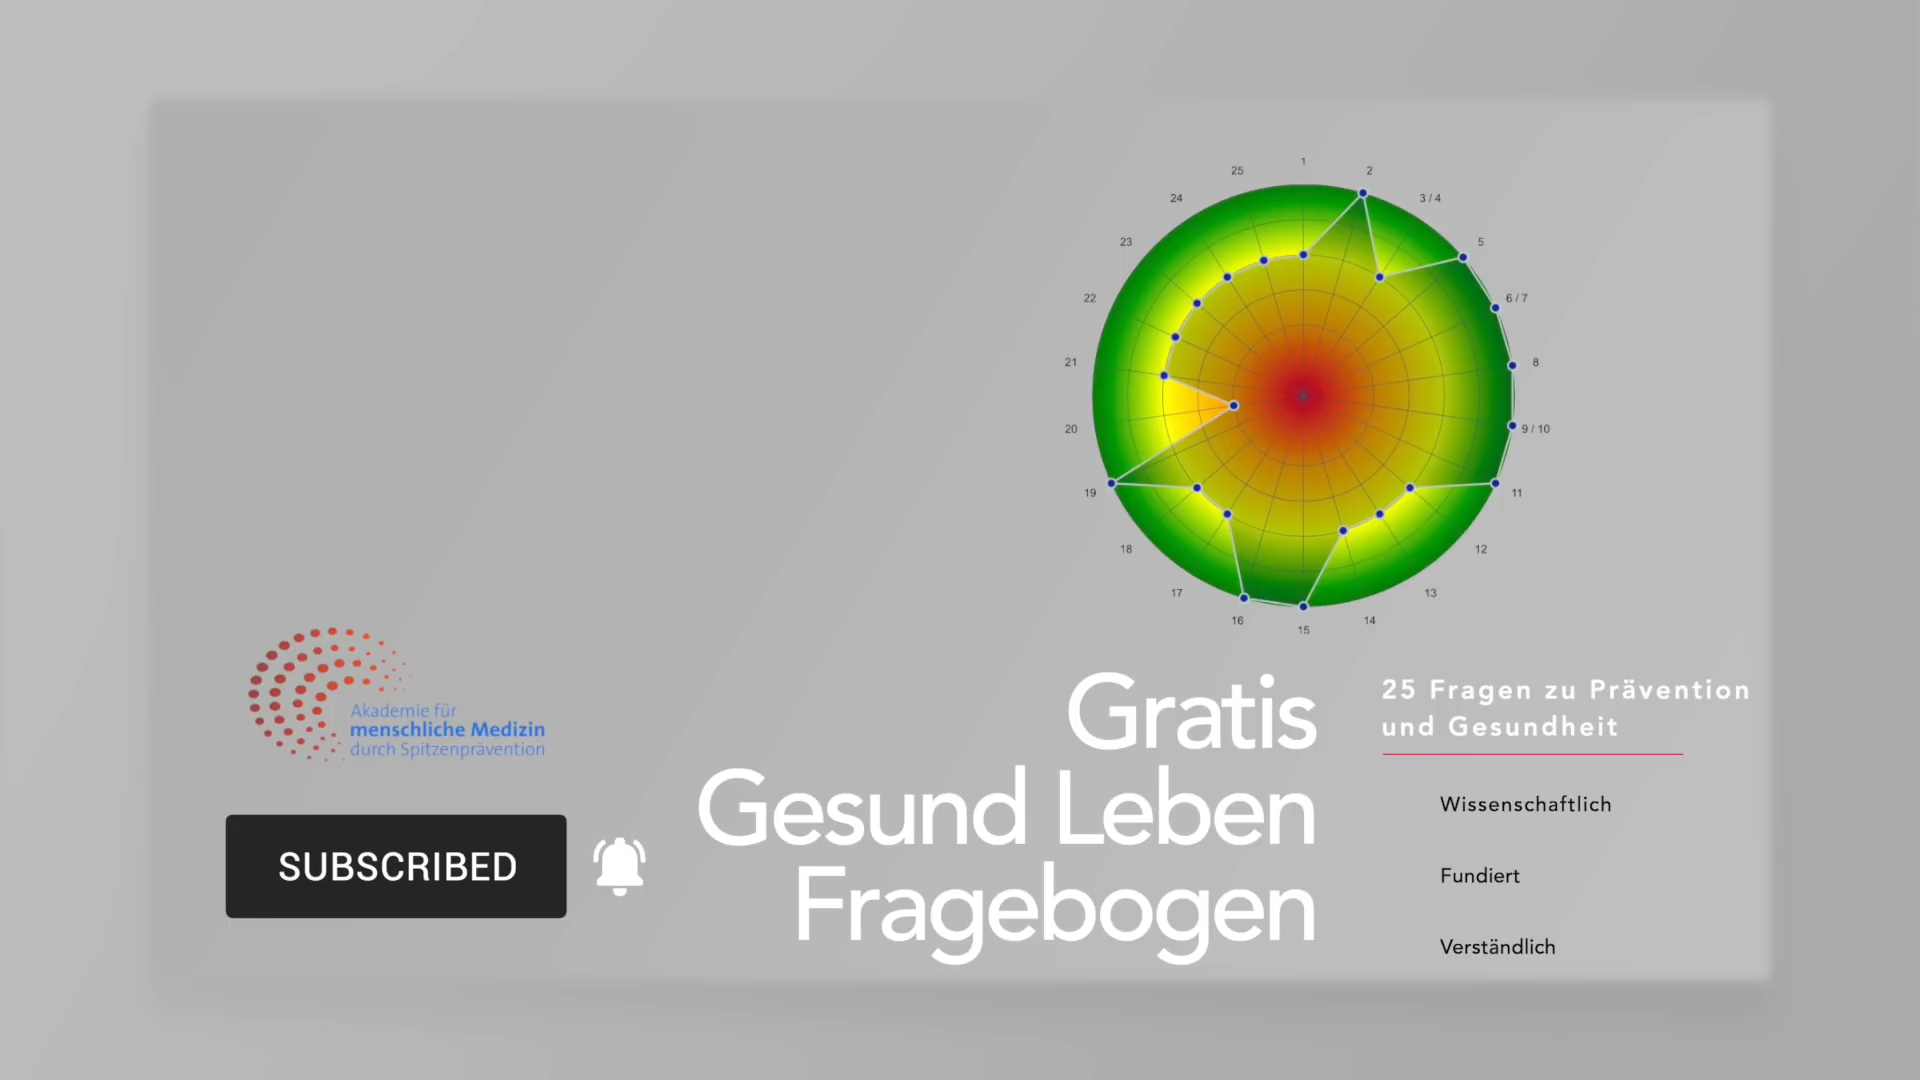 1
2
3 / 4
5
6 / 7
8
9 / 10
11
12
13
14
15
16
17
18
19
20
21
22
23
24
25
Akademie für
menschliche Medizin
durch Spitzenprävention
SUBSCRIBED
Gratis
Gesund Leben
Fragebogen
25 Fragen zu Prävention
und Gesundheit
Wissenschaftlich
Fundiert
Verständlich